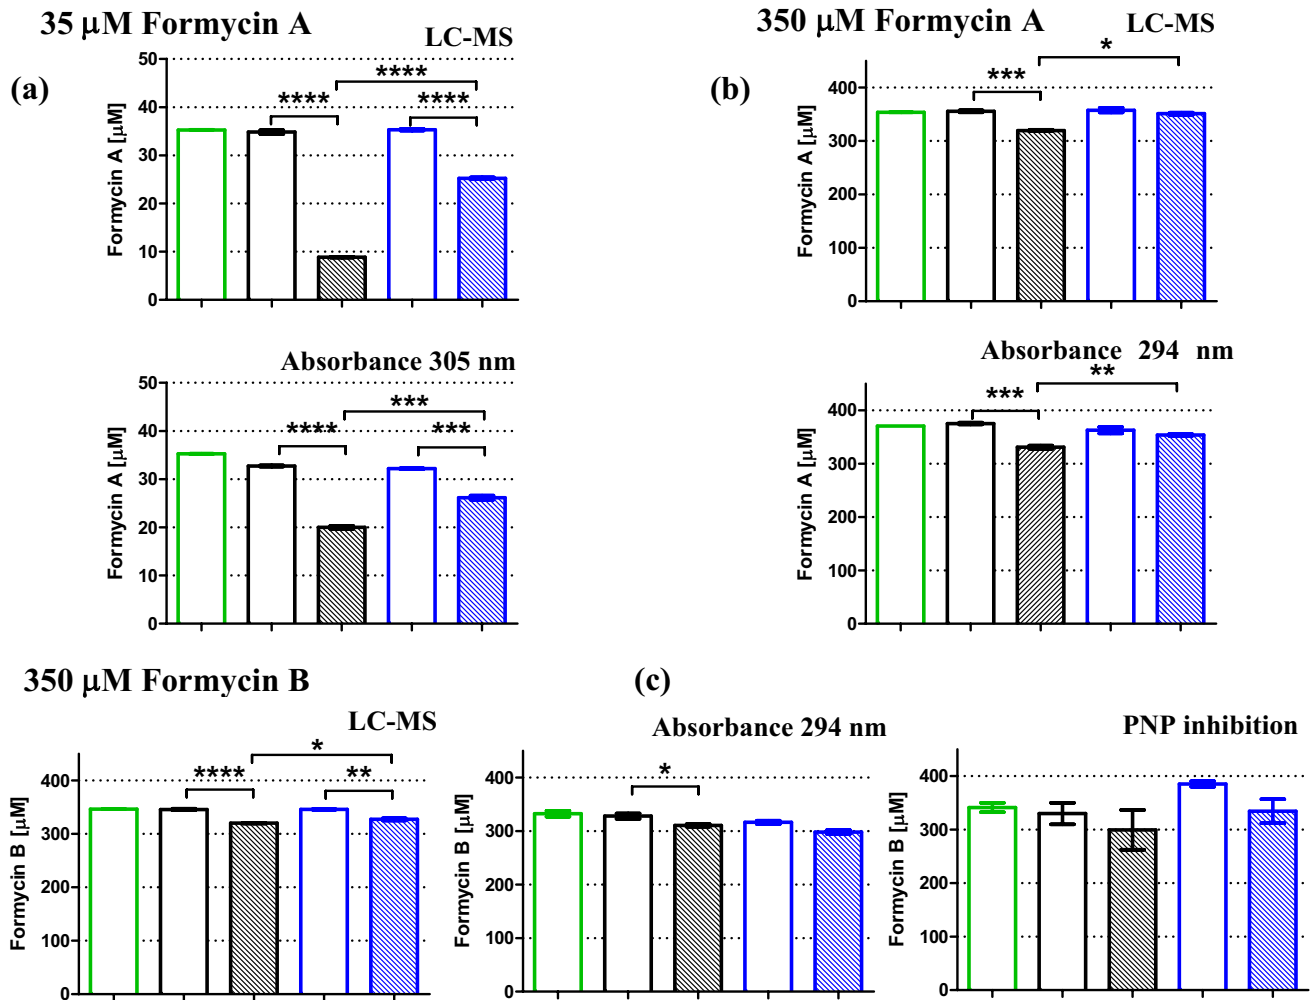 35 μM Formycin A
LC-MS
(a)
Formycin A [μM]
50
40
30
20
10
0
****
****
****
350 μM Formycin A
LC-MS
(b)
Formycin A [μM]
400
300
200
100
0
***
*
Absorbance 305 nm
Formycin A [μM]
50
40
30
20
10
0
****
***
***
Absorbance 294 nm
Formycin A [μM]
400
300
200
100
0
***
**
350 μM Formycin B
(c)
LC-MS
Formycin B [μM]
400
300
200
100
0
****
*
**
Absorbance 294 nm
Formycin B [μM]
400
300
200
100
0
*
PNP inhibition
Formycin B [μM]
400
300
200
100
0